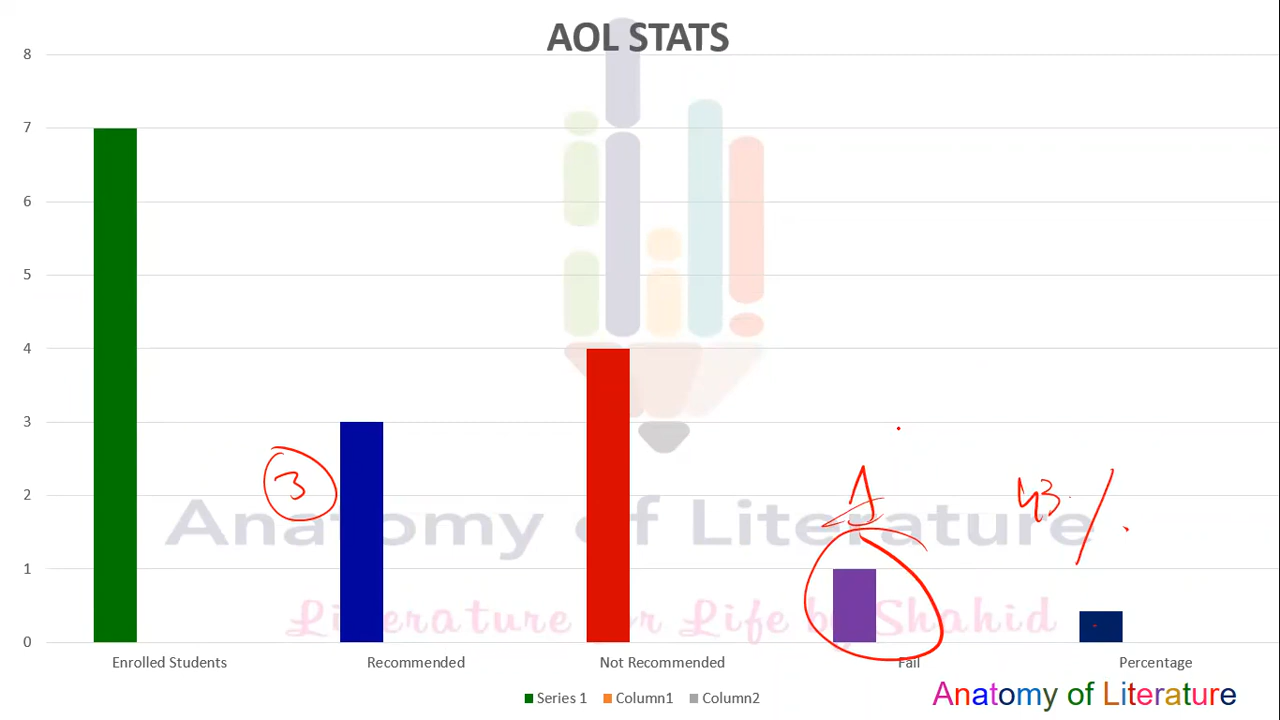 AOL STATS
8
7
6
5
4
3
2
1
0
3
43 %
Anatomy of Literature
Literature for Life by Shahid
Enrolled Students Recommended Not Recommended Fail Percentage
Series 1 Column1 Column2
Anatomy of Literature